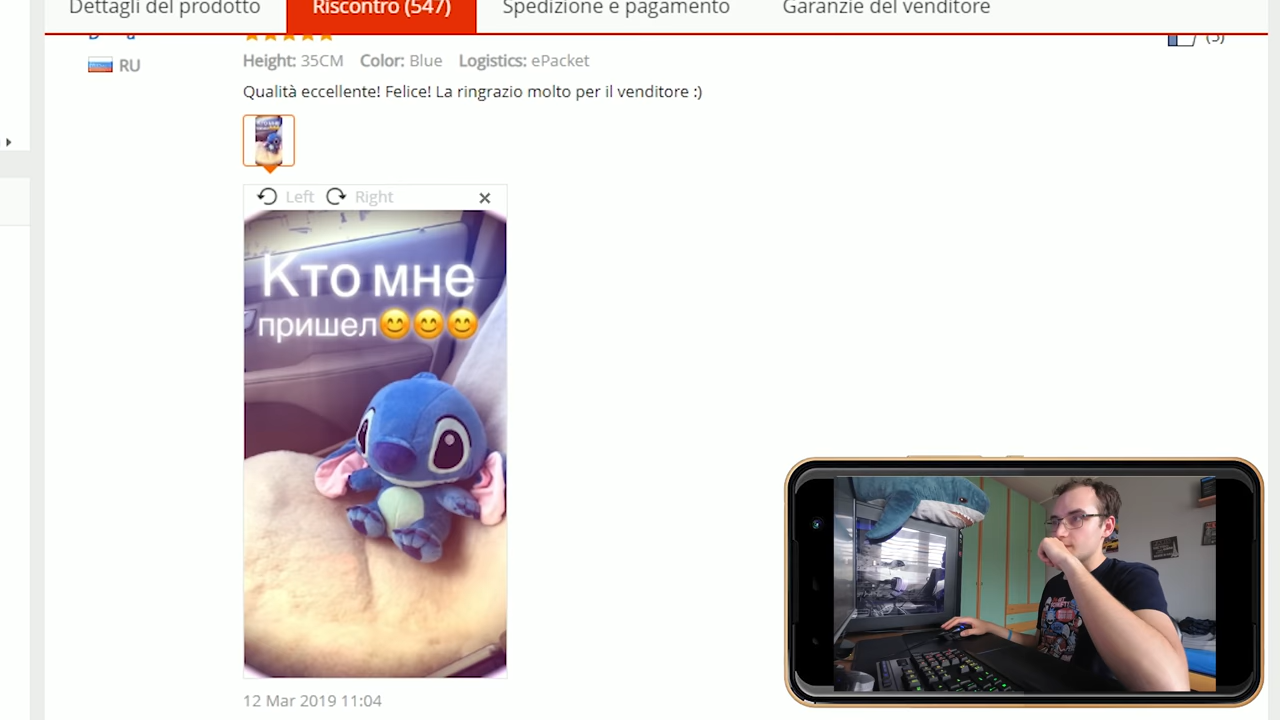 Dettagli del prodotto
Riscontro (547)
Spedizione e pagamento
Garanzie del venditore
RU
(5)
Height: 35CM Color: Blue Logistics: ePacket
Qualità eccellente! Felice! La ringrazio molto per il venditore :)
Left Right
Кто мне
пришел😊😊😊
12 Mar 2019 11:04